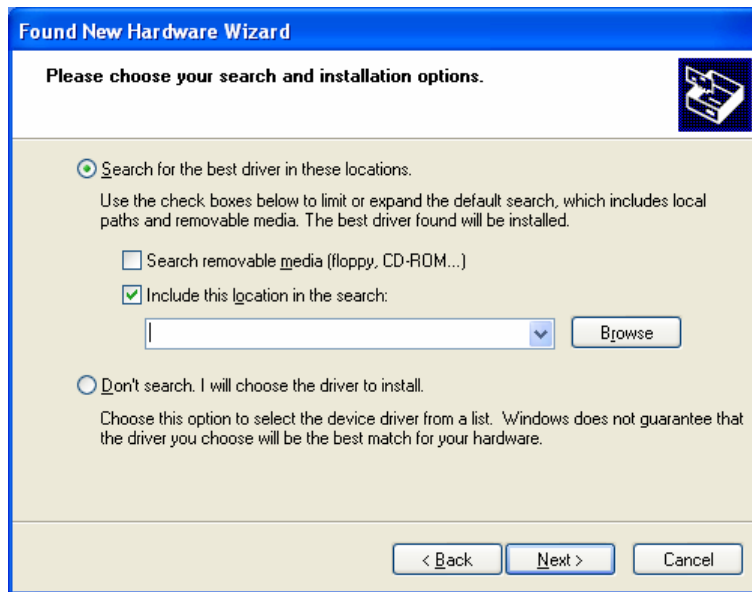 Found New Hardware Wizard
Please choose your search and installation options.
Search for the best driver in these locations.
Use the check boxes below to limit or expand the default search, which includes local
paths and removable media. The best driver found will be installed.
Search removable media (floppy, CD-ROM...)
Include this location in the search:
Browse
Don't search. I will choose the driver to install.
Choose this option to select the device driver from a list. Windows does not guarantee that
the driver you choose will be the best match for your hardware.
< Back Next > Cancel